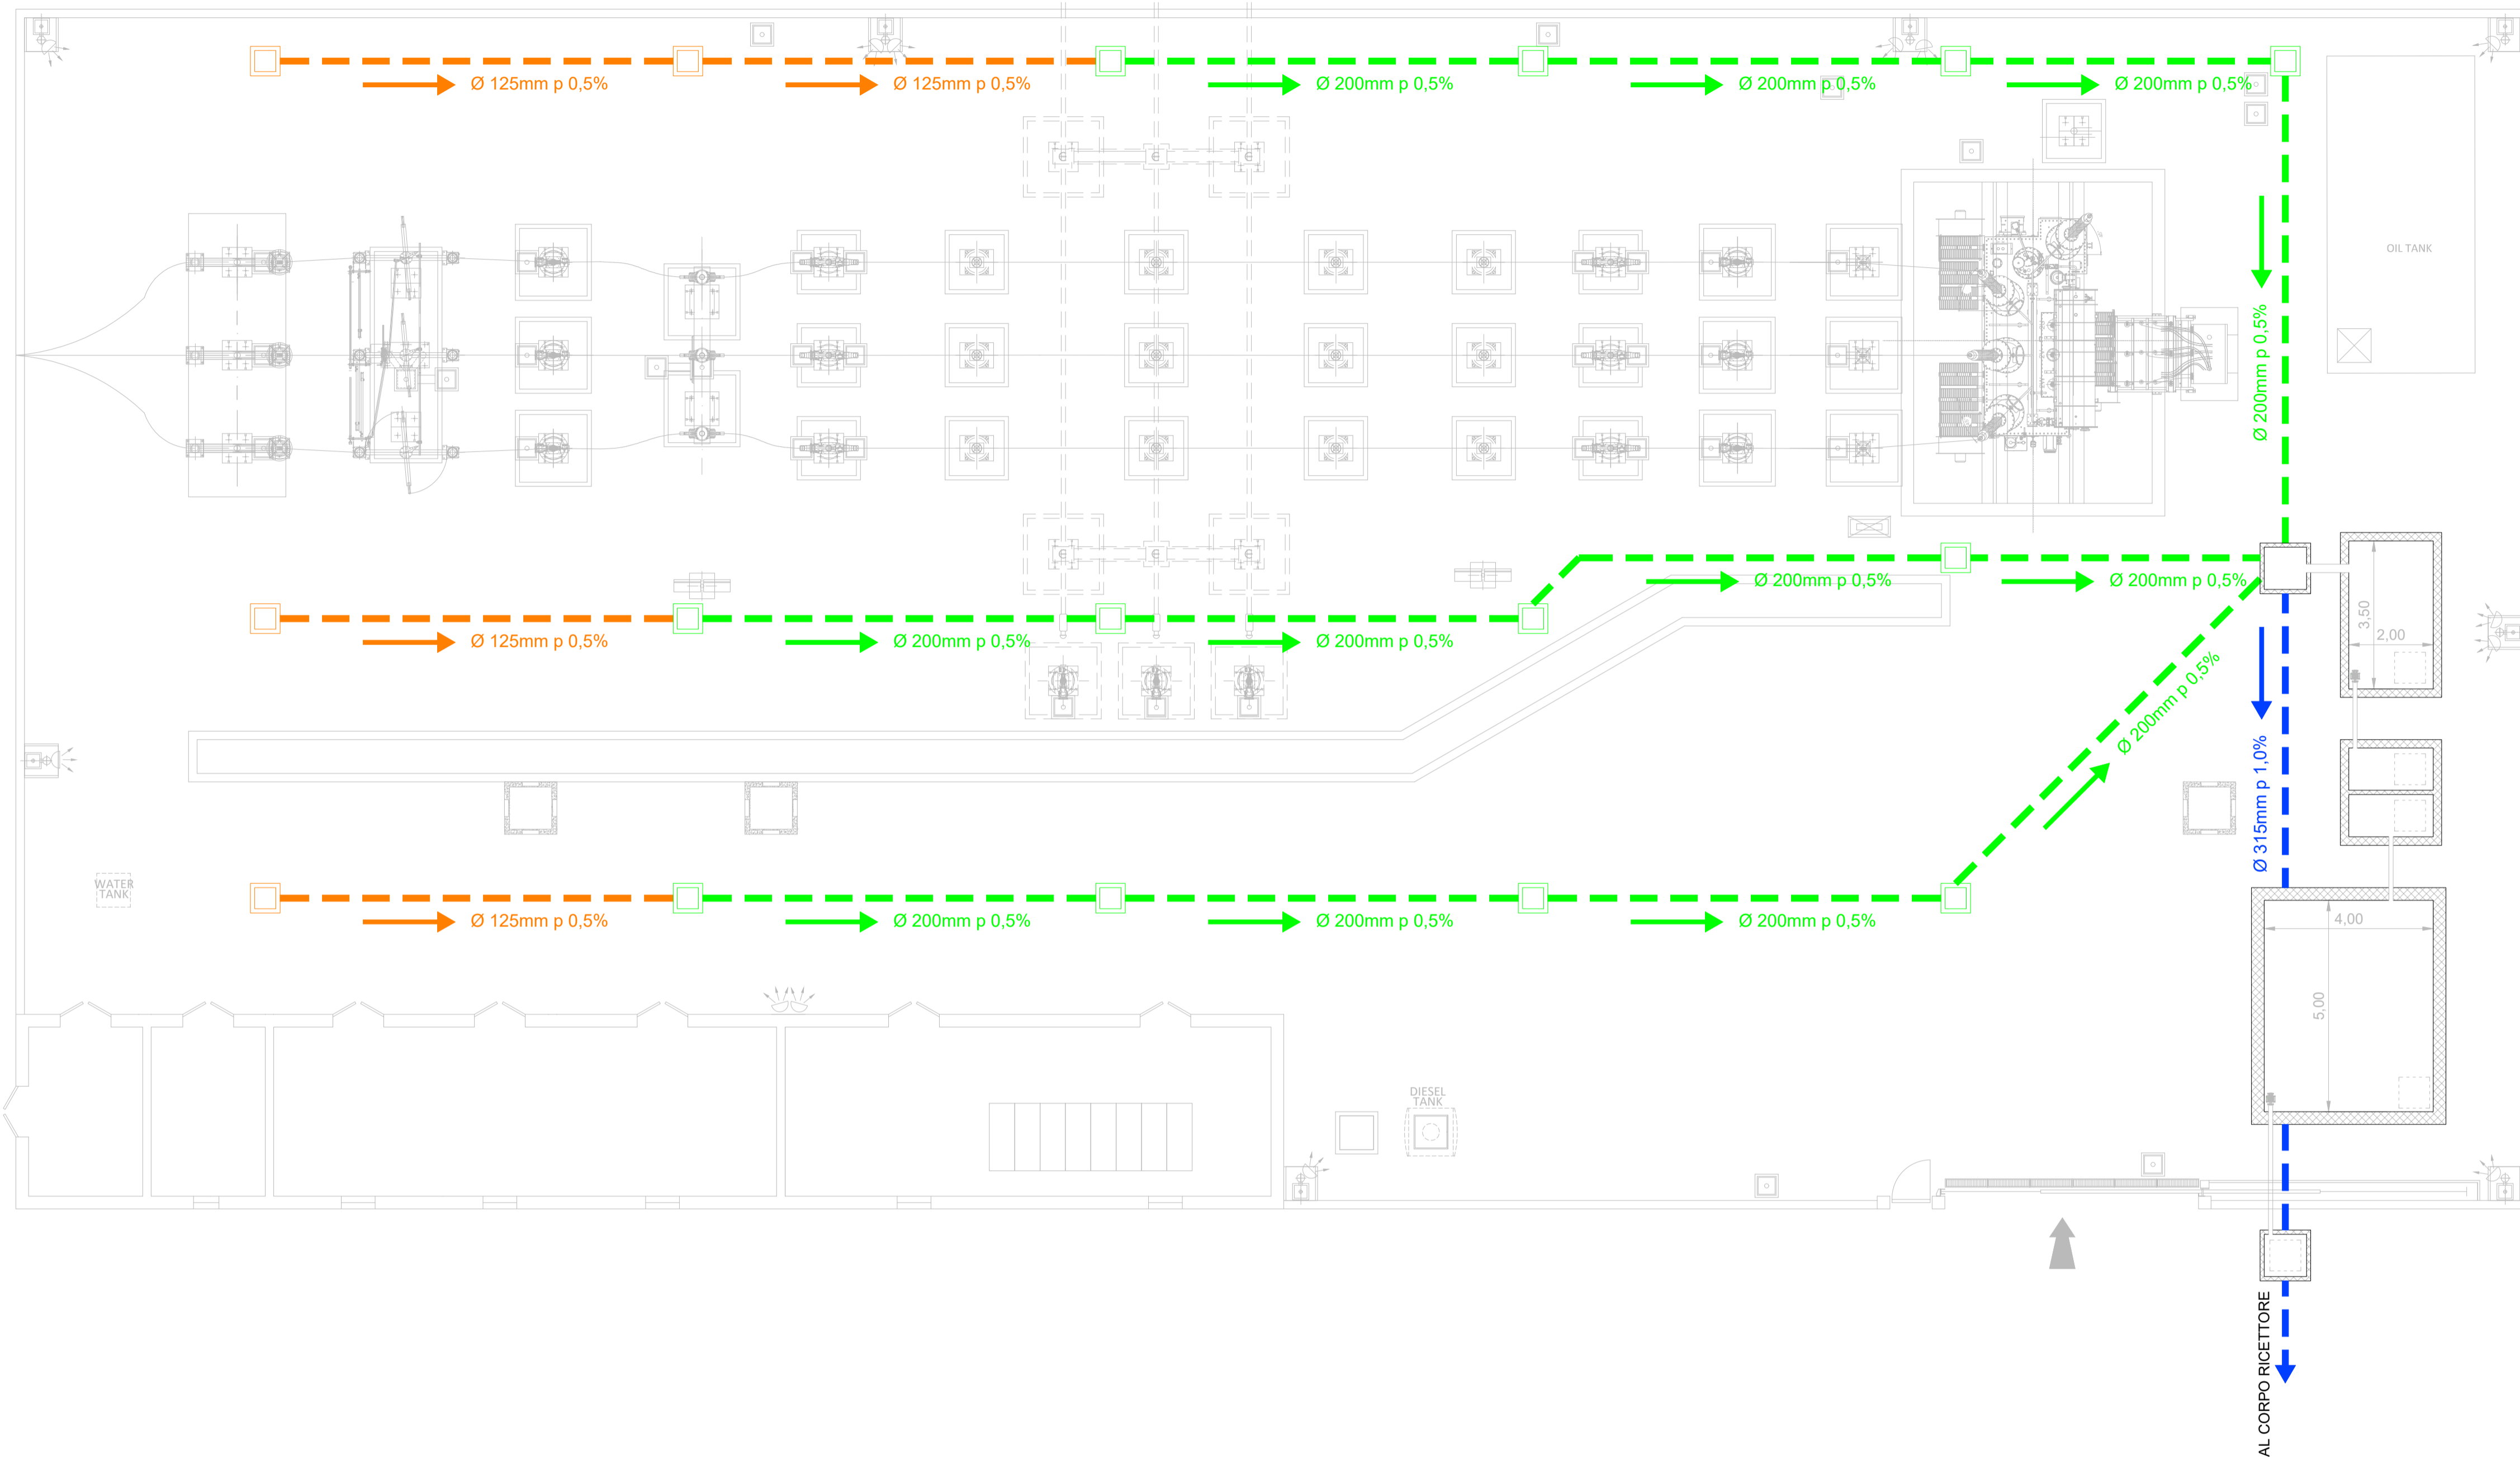 Ø 125mm p 0,5%
Ø 125mm p 0,5%
Ø 200mm p 0,5%
Ø 200mm p 0,5%
Ø 200mm p 0,5%
OIL TANK
Ø 200mm p 0,5%
Ø 200mm p 0,5%
Ø 200mm p 0,5%
3,50
2,00
Ø 125mm p 0,5%
Ø 200mm p 0,5%
Ø 200mm p 0,5%
Ø 200mm p 0,5%
Ø 315mm p 1,0%
WATER
TANK
Ø 125mm p 0,5%
Ø 200mm p 0,5%
Ø 200mm p 0,5%
Ø 200mm p 0,5%
4,00
5,00
DIESEL
TANK
AL CORPO RICETTORE